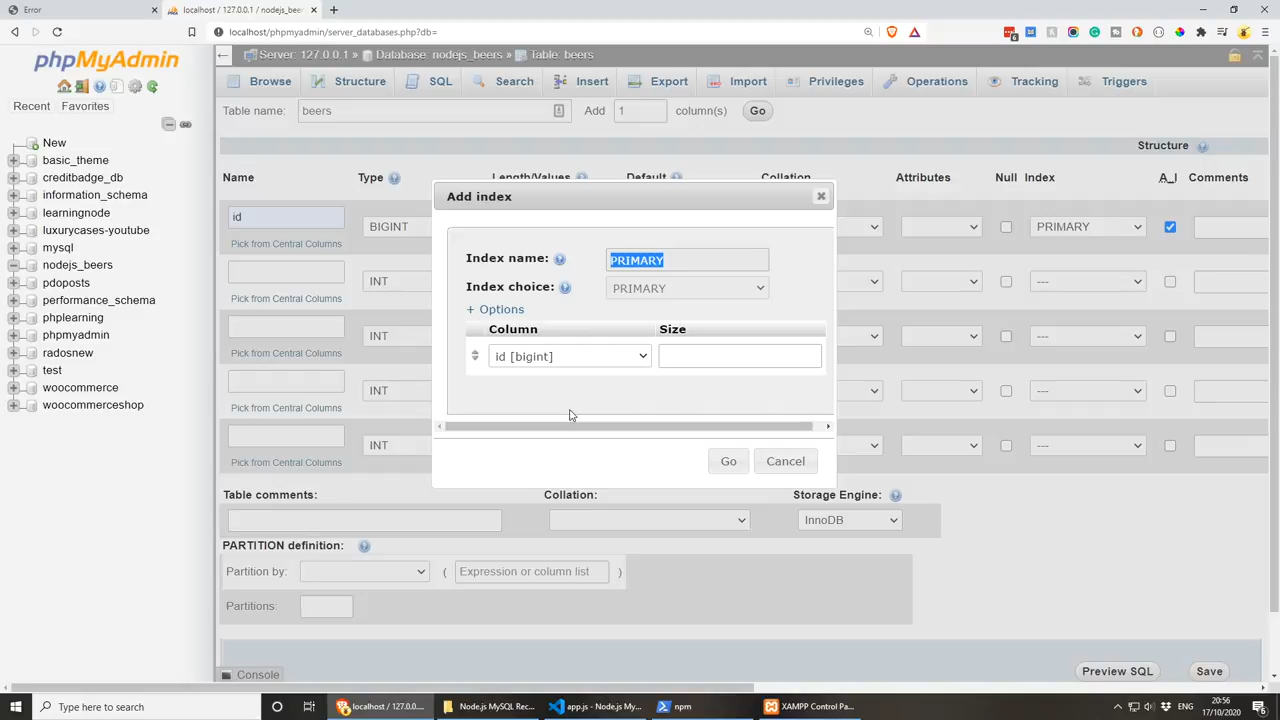 Error
localhost / 127.0.0.1 / nodejs_bee
localhost/phpmyadmin/server_databases.php?db=
phpMyAdmin
Recent Favorites
New
basic_theme
creditbadge_db
information_schema
learningnode
luxurycases-youtube
mysql
nodejs_beers
pdoposts
performance_schema
phplearning
phpmyadmin
radosnew
test
woocommerce
woocommerceshop
Server: 127.0.0.1 » Database: nodejs_beers » Table: beers
Browse Structure SQL Search Insert Export Import Privileges Operations Tracking Triggers
Table name: beers Add 1 column(s) Go
Structure
Name Type Length/Values Default Collation Attributes Null Index A_I Comments
id BIGINT PRIMARY
Pick from Central Columns
INT ---
Pick from Central Columns
INT ---
Pick from Central Columns
INT ---
Pick from Central Columns
INT ---
Pick from Central Columns
Add index
Index name: PRIMARY
Index choice: PRIMARY
+ Options
Column Size
id [bigint]
Go Cancel
Table comments: Collation: Storage Engine:
InnoDB
PARTITION definition:
Partition by: ( Expression or column list )
Partitions:
Console
Preview SQL Save
Type here to search
localhost / 127.0.0....
Node.js MySQL Rec...
app.js - Node.js My...
npm
XAMPP Control Pa...
20:56
17/10/2020
6